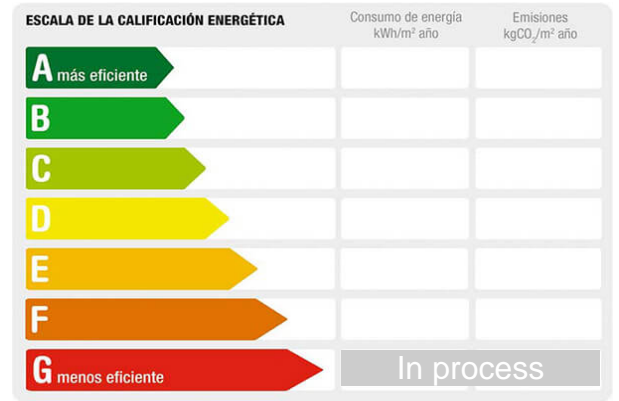 ESCALA DE LA CALIFICACIÓN ENERGÉTICA
Consumo de energía
kWh/m² año
Emisiones
kgCO₂/m² año
A más eficiente
B
C
D
E
F
G menos eficiente
In process